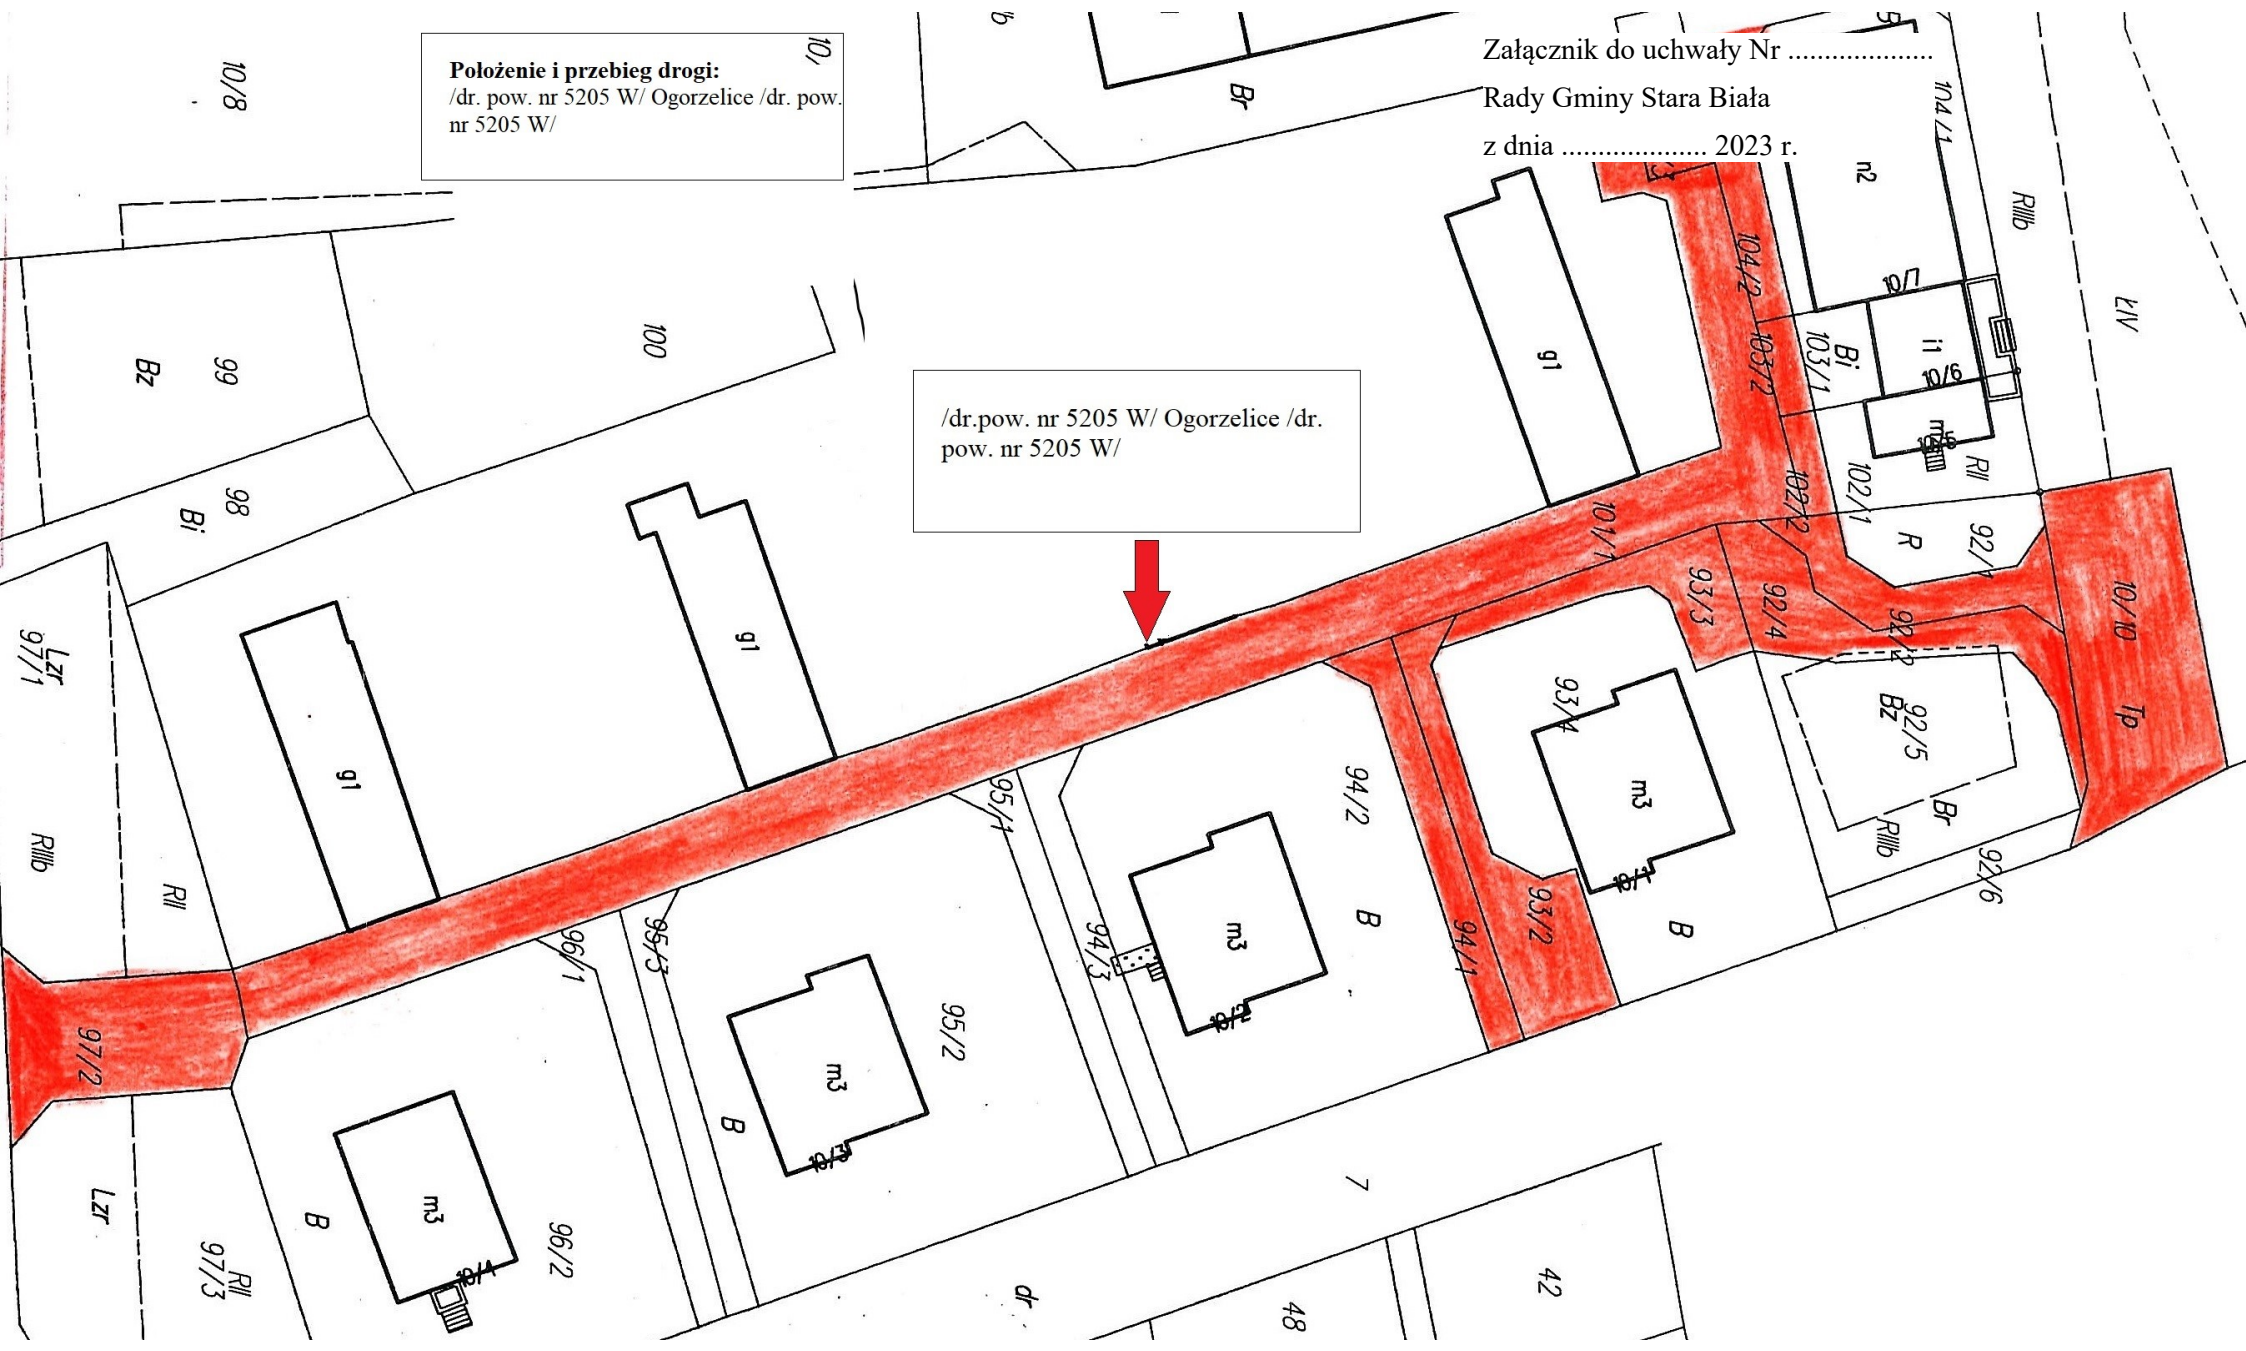 Położenie i przebieg drogi:
/dr. pow. nr 5205 W/ Ogorzelice /dr. pow.
nr 5205 W/
Załącznik do uchwały Nr ....................
Rady Gminy Stara Biała
z dnia .................... 2023 r.
/dr.pow. nr 5205 W/ Ogorzelice /dr.
pow. nr 5205 W/
10/8
10/
Br
104/1
m2
RIIIb
ŁIV
104/2
10/7
103/2
Bi
103/1
i1
10/6
g1
100
99
Bz
98
Bi
102/2
102/1
RII
101/1
R
92/1
93/3
92/4
92/2
10/10
Tp
Lzr
97/1
g1
g1
93/4
m3
10/1
92/5
Bz
Br
RIIIb
92/6
RIIIb
RII
95/1
94/2
B
m3
94/3
10/2
94/1
93/2
B
96/1
95/3
95/2
m3
B
10/3
97/2
Lzr
RII
97/3
B
m3
10/4
96/2
7
dr
48
42